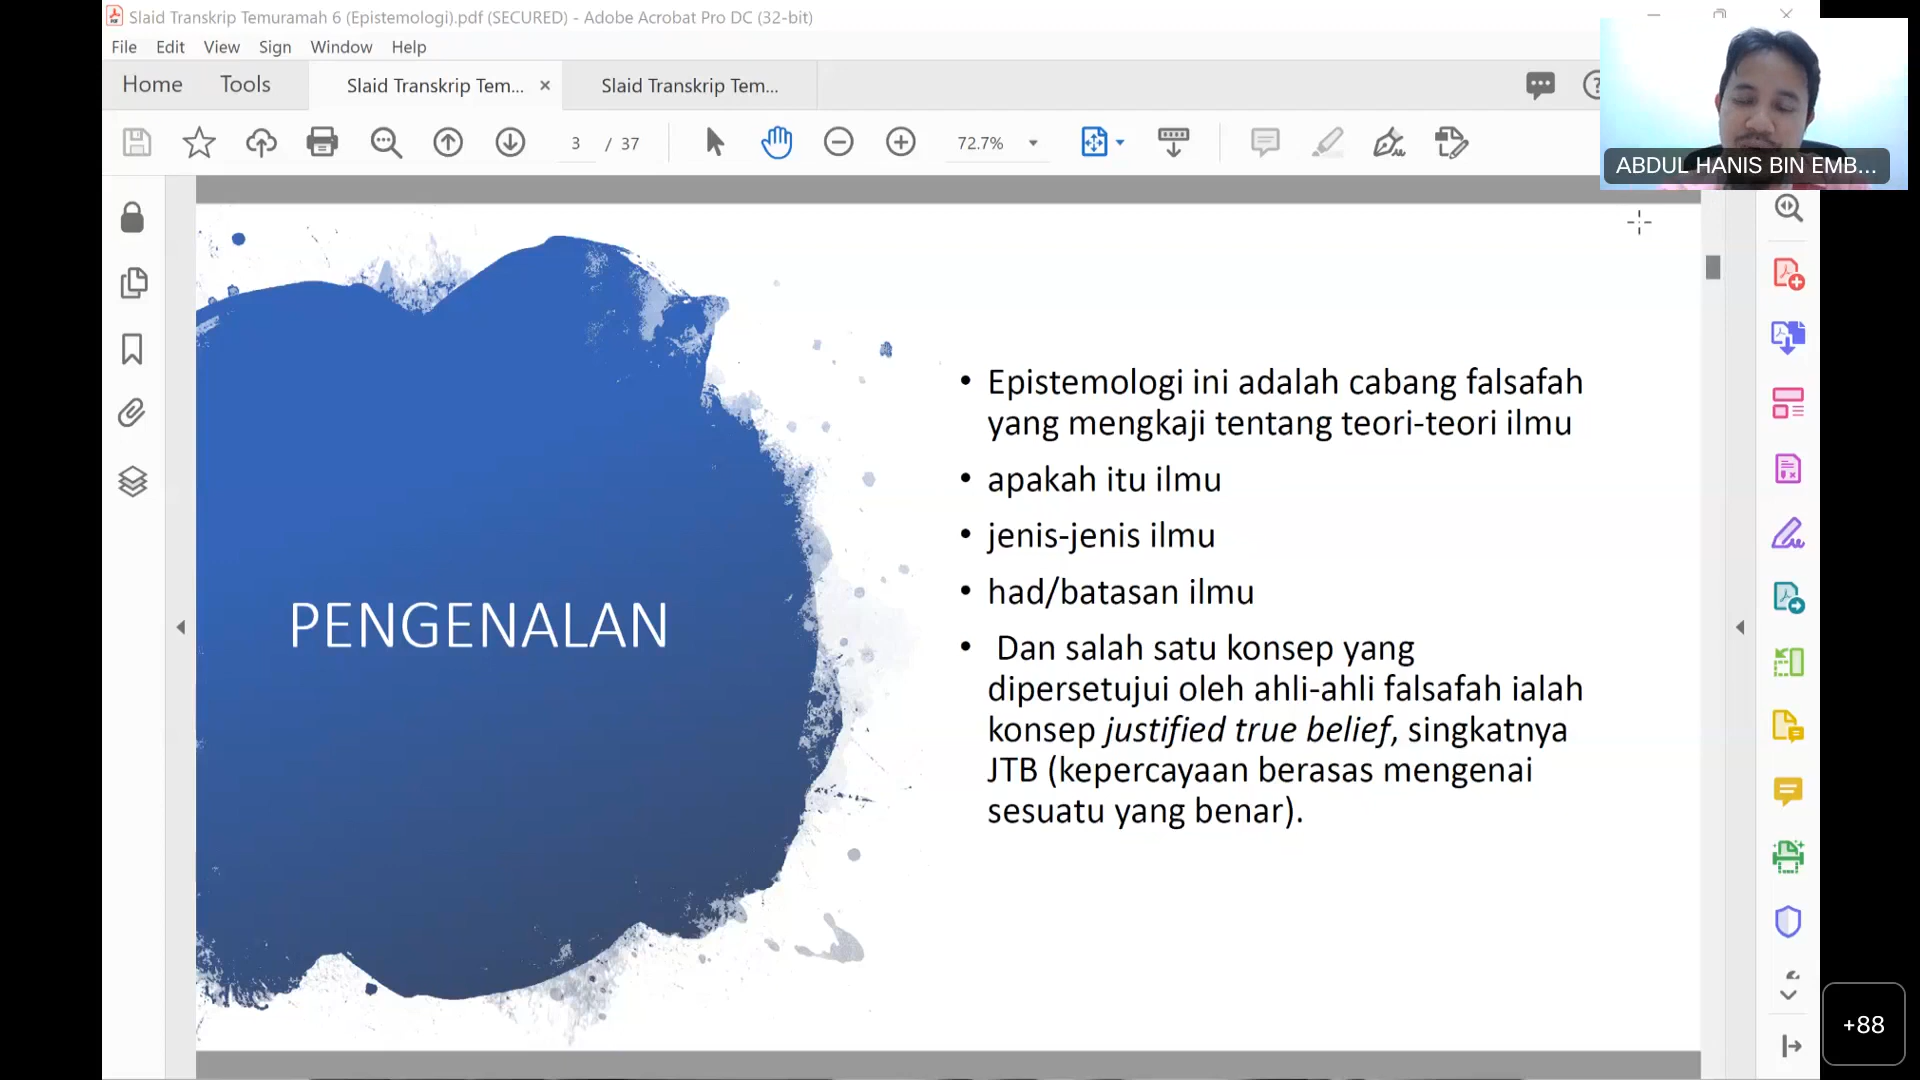 Slaid Transkrip Temuramah 6 (Epistemologi).pdf (SECURED) - Adobe Acrobat Pro DC (32-bit)
File Edit View Sign Window Help
Home Tools Slaid Transkrip Tem... × Slaid Transkrip Tem...
3 / 37 72.7%
ABDUL HANIS BIN EMB...
PENGENALAN
• Epistemologi ini adalah cabang falsafah
yang mengkaji tentang teori-teori ilmu
• apakah itu ilmu
• jenis-jenis ilmu
• had/batasan ilmu
• Dan salah satu konsep yang
dipersetujui oleh ahli-ahli falsafah ialah
konsep justified true belief, singkatnya
JTB (kepercayaan berasas mengenai
sesuatu yang benar).
+88